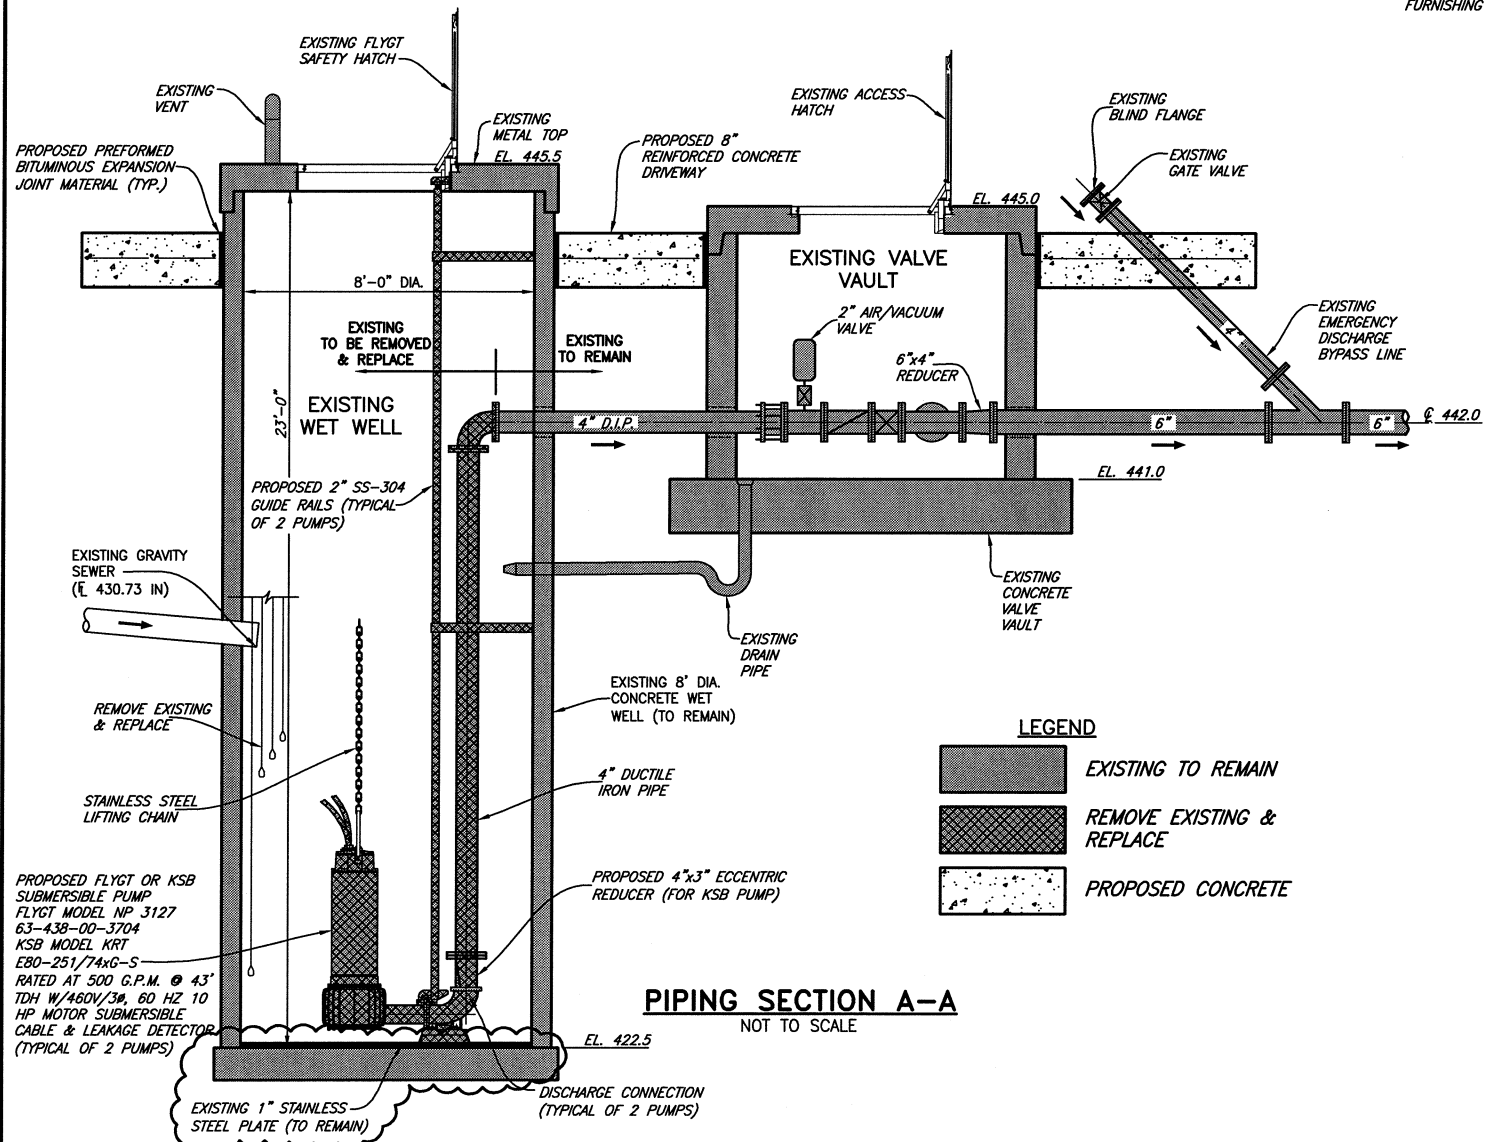 FURNISHING
EXISTING FLYGT
SAFETY HATCH
EXISTING
VENT
EXISTING
METAL TOP
EL. 445.5
PROPOSED PREFORMED
BITUMINOUS EXPANSION
JOINT MATERIAL (TYP.)
PROPOSED 8"
REINFORCED CONCRETE
DRIVEWAY
EXISTING ACCESS
HATCH
EXISTING
BLIND FLANGE
EXISTING
GATE VALVE
EL. 445.0
EXISTING VALVE
VAULT
8'-0" DIA.
2" AIR/VACUUM
VALVE
EXISTING
TO BE REMOVED
& REPLACE
EXISTING
TO REMAIN
6"x4"
REDUCER
4"
EXISTING
EMERGENCY
DISCHARGE
BYPASS LINE
23'-0"
EXISTING
WET WELL
4" D.I.P.
6"
6"
℄ 442.0
EL. 441.0
PROPOSED 2" SS-304
GUIDE RAILS (TYPICAL
OF 2 PUMPS)
EXISTING GRAVITY
SEWER
(℄ 430.73 IN)
EXISTING
CONCRETE
VALVE
VAULT
EXISTING
DRAIN
PIPE
EXISTING 8' DIA.
CONCRETE WET
WELL (TO REMAIN)
REMOVE EXISTING
& REPLACE
STAINLESS STEEL
LIFTING CHAIN
4" DUCTILE
IRON PIPE
LEGEND
EXISTING TO REMAIN
REMOVE EXISTING &
REPLACE
PROPOSED CONCRETE
PROPOSED 4"x3" ECCENTRIC
REDUCER (FOR KSB PUMP)
PROPOSED FLYGT OR KSB
SUBMERSIBLE PUMP
FLYGT MODEL NP 3127
63-438-00-3704
KSB MODEL KRT
E80-251/74xG-S
RATED AT 500 G.P.M. @ 43'
TDH W/460V/3ø, 60 HZ 10
HP MOTOR SUBMERSIBLE
CABLE & LEAKAGE DETECTOR
(TYPICAL OF 2 PUMPS)
PIPING SECTION A-A
NOT TO SCALE
EL. 422.5
EXISTING 1" STAINLESS
STEEL PLATE (TO REMAIN)
DISCHARGE CONNECTION
(TYPICAL OF 2 PUMPS)